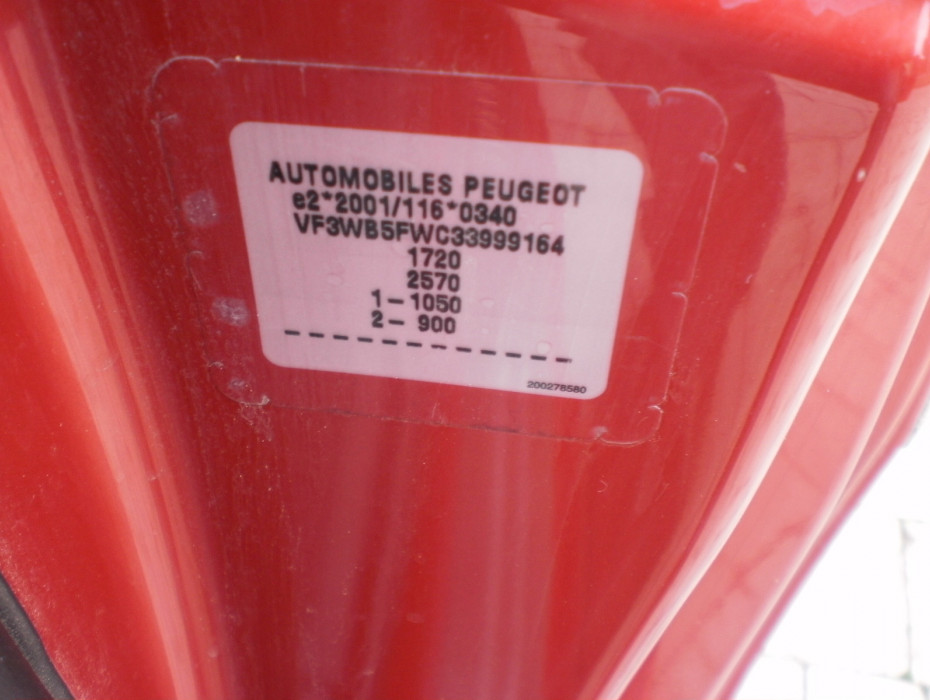 AUTOMOBILES PEUGEOT
e2*2001/116*0340
VF3WB5FWC33999164
1720
2570
1- 1050
2- 900
------------
200278580